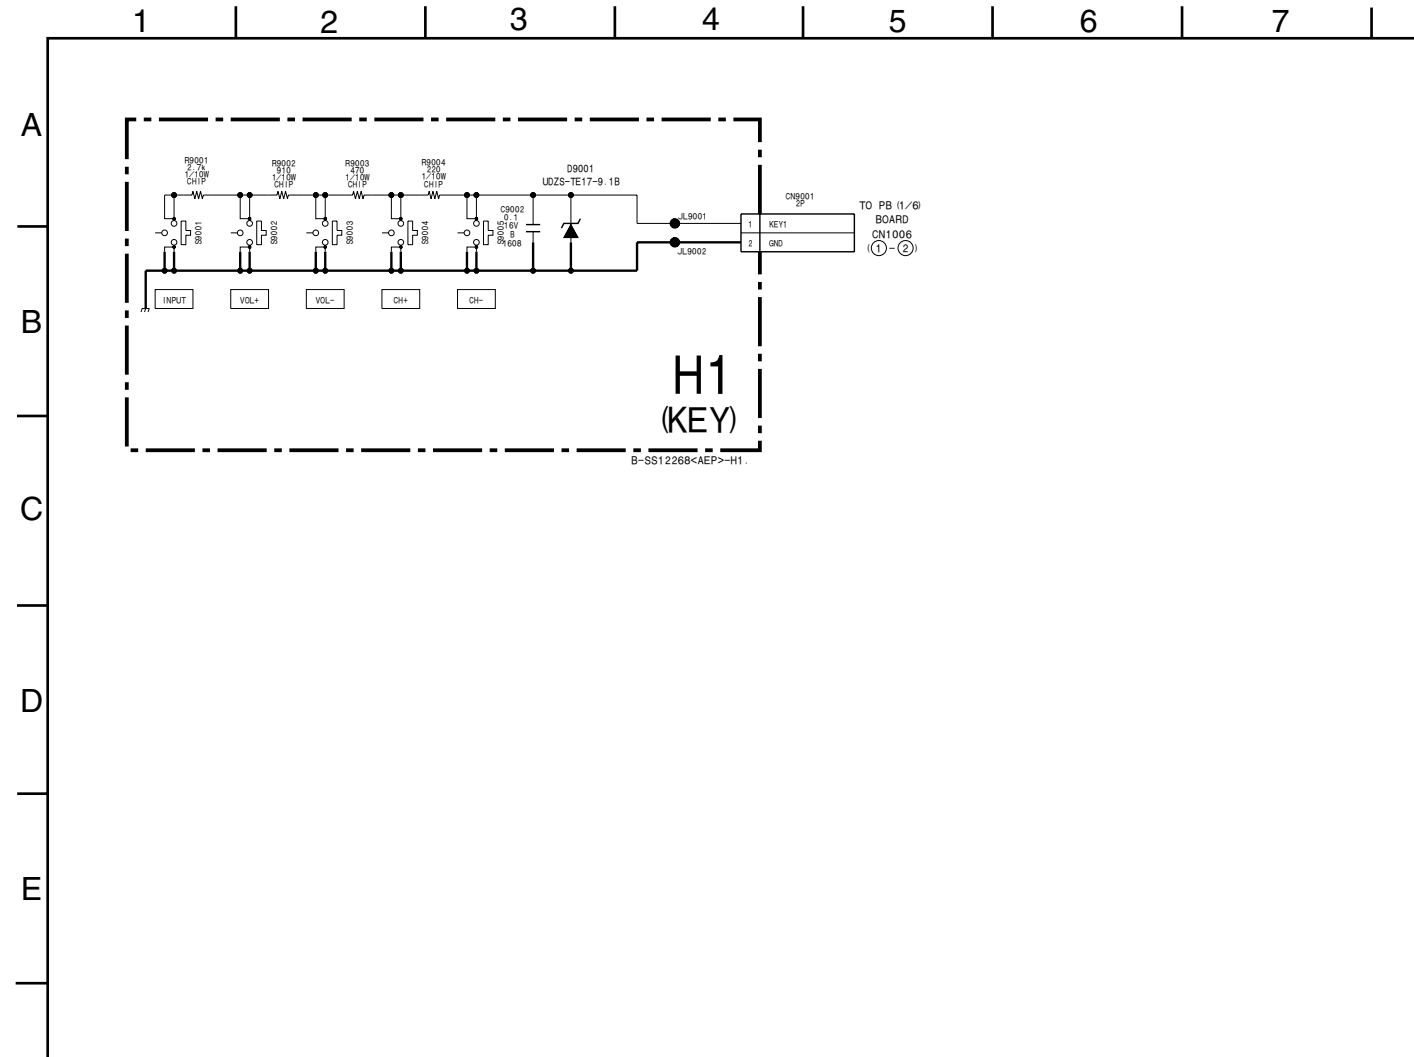 1 2 3 4 5 6 7
A
R9001
2.7k
1/10W
CHIP
R9002
910
1/10W
CHIP
R9003
470
1/10W
CHIP
R9004
220
1/10W
CHIP
D9001
UDZS-TE17-9.1B
C9002
0.1
16V
B
1608
S9001
S9002
S9003
S9004
S9005
JL9001
JL9002
CN9001
2P
1 KEY1
2 GND
TO PB (1/6)
BOARD
CN1006
(①-②)
INPUT
VOL+
VOL-
CH+
CH-
B
H1
(KEY)
B-SS12268<AEP>-H1.
C
D
E